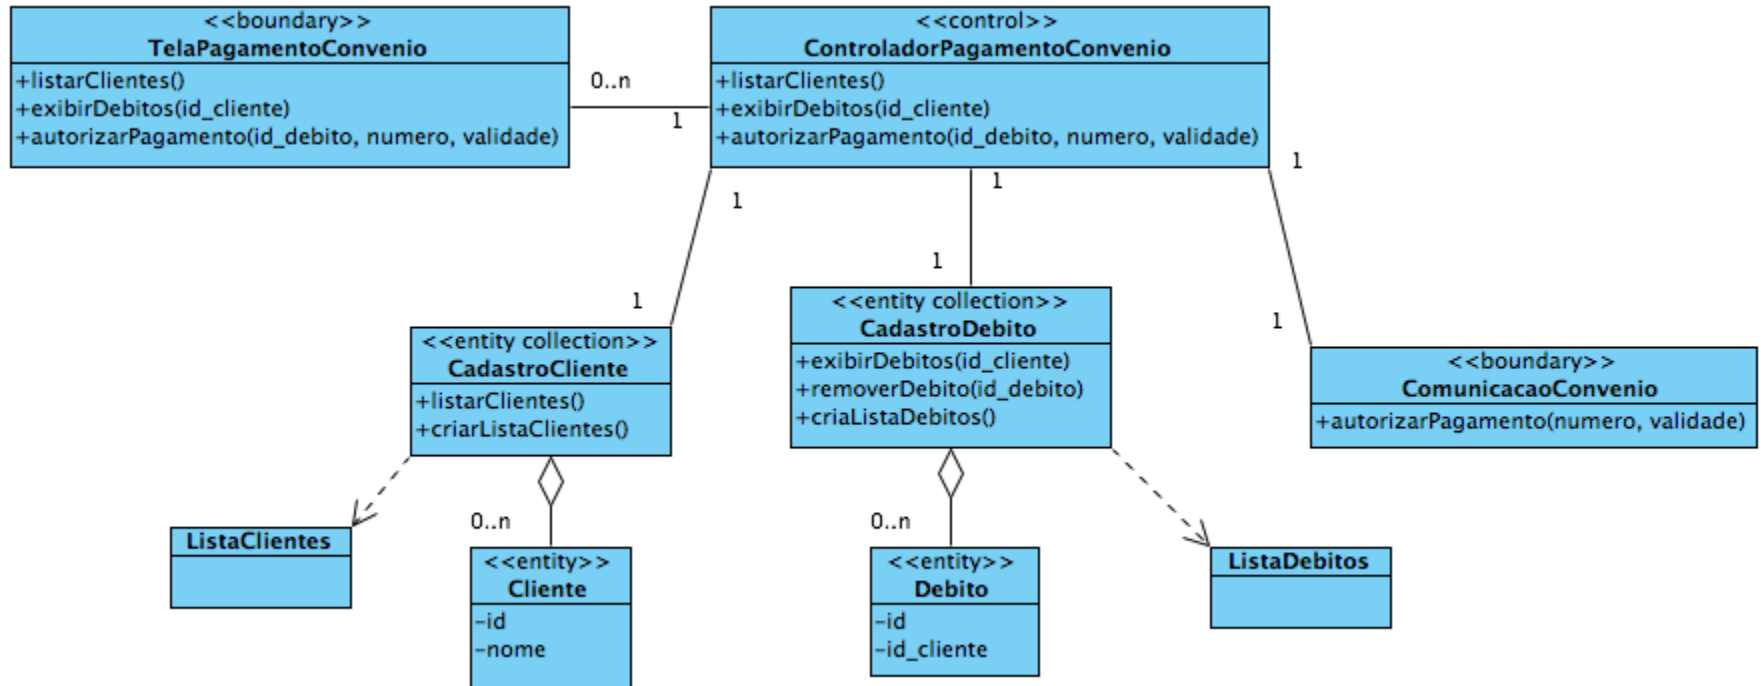 <<boundary>>
TelaPagamentoConvenio
+listarClientes()
+exibirDebitos(id_cliente)
+autorizarPagamento(id_debito, numero, validade)
0..n
1
<<control>>
ControladorPagamentoConvenio
+listarClientes()
+exibirDebitos(id_cliente)
+autorizarPagamento(id_debito, numero, validade)
1
1
1
1
1
1
<<entity collection>>
CadastroCliente
+listarClientes()
+criarListaClientes()
<<entity collection>>
CadastroDebito
+exibirDebitos(id_cliente)
+removerDebito(id_debito)
+criaListaDebitos()
<<boundary>>
ComunicacaoConvenio
+autorizarPagamento(numero, validade)
ListaClientes
0..n
<<entity>>
Cliente
-id
-nome
0..n
<<entity>>
Debito
-id
-id_cliente
ListaDebitos